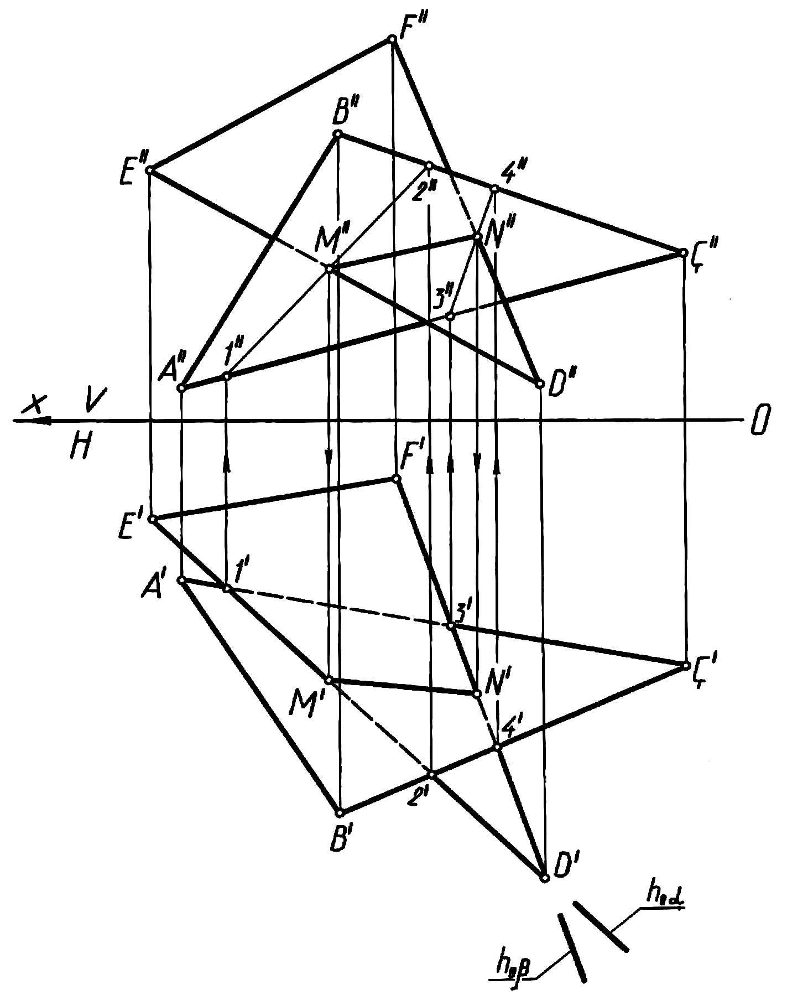 F"
B"
E"
4"
2"
M"
N"
C"
3"
1"
A"
D"
x
V
O
H
F'
E'
1'
A'
3'
C'
N'
M'
4'
2'
B'
D'
h₀α
h₀β